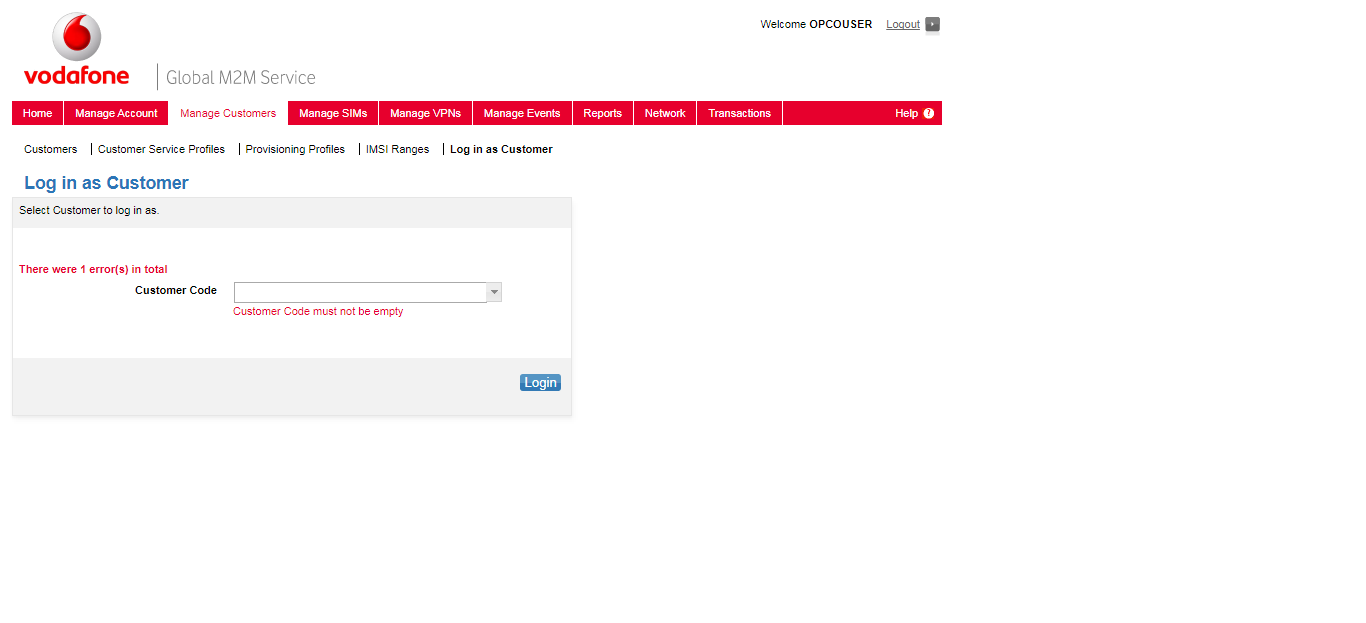 Welcome OPCOUSER Logout
vodafone Global M2M Service
Home Manage Account Manage Customers Manage SIMs Manage VPNs Manage Events Reports Network Transactions Help ?
Customers Customer Service Profiles Provisioning Profiles IMSI Ranges Log in as Customer
Log in as Customer
Select Customer to log in as.
There were 1 error(s) in total
Customer Code
Customer Code must not be empty
Login